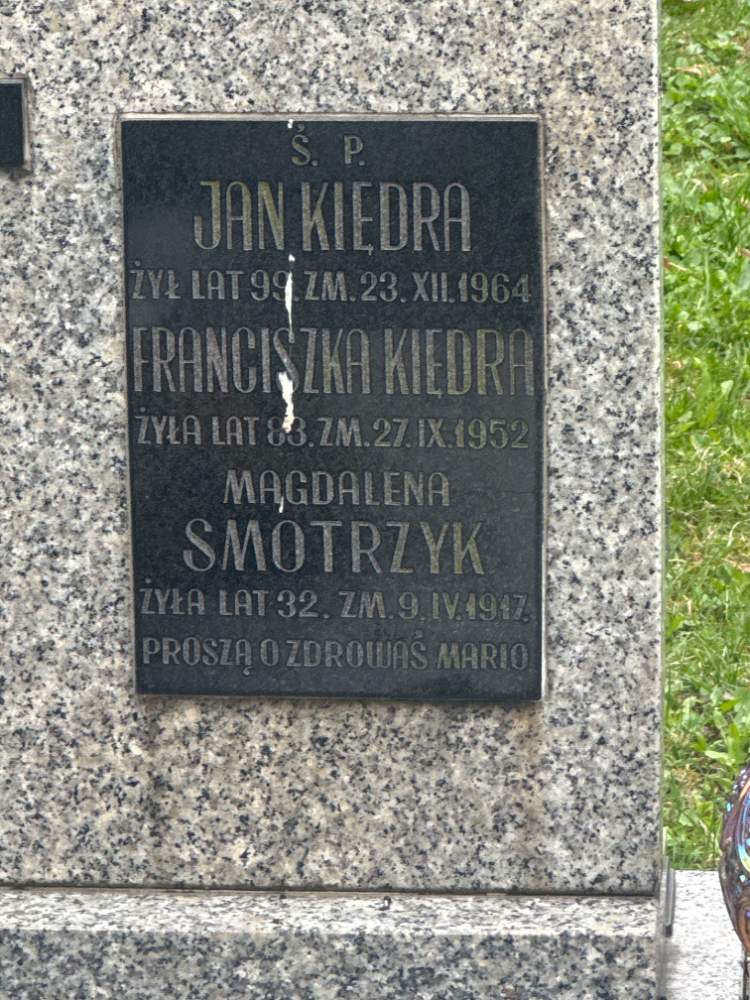 Ś. P.
JAN KIĘDRA
ŻYŁ LAT 99. ZM. 23. XII. 1964
FRANCISZKA KIĘDRA
ŻYŁA LAT 83. ZM. 27. IX. 1952
MAGDALENA
SMOTRZYK
ŻYŁA LAT 32. ZM. 9. IV. 1917.
PROSZĄ O ZDROWAŚ MARIO